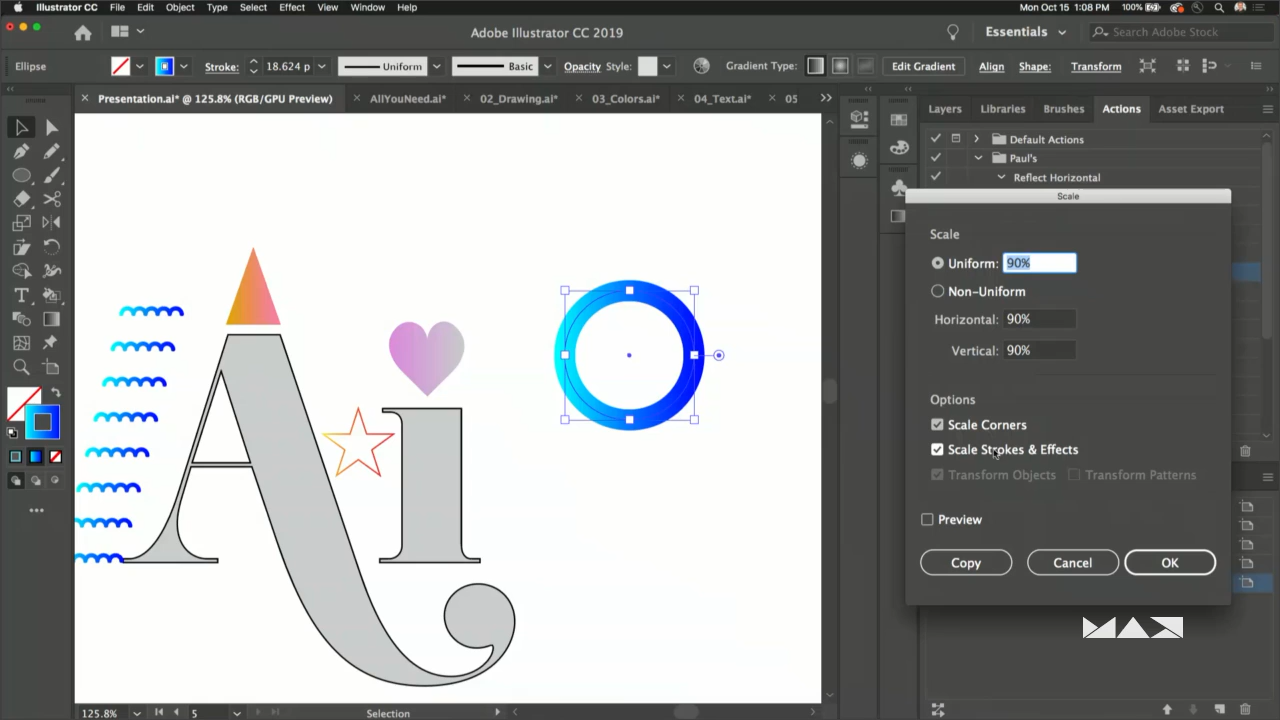 Illustrator CC File Edit Object Type Select Effect View Window Help Mon Oct 15 1:08 PM 100%
Adobe Illustrator CC 2019 Essentials Search Adobe Stock
Ellipse Stroke: 18.624 p Uniform Basic Opacity Style: Gradient Type: Edit Gradient Align Shape: Transform
× Presentation.ai* @ 125.8% (RGB/GPU Preview) × AllYouNeed.ai* × 02_Drawing.ai* × 03_Colors.ai* × 04_Text.ai* × 05
Layers Libraries Brushes Actions Asset Export
Default Actions
Paul's
Reflect Horizontal
Scale
Scale
Uniform: 90%
Non-Uniform
Horizontal: 90%
Vertical: 90%
Options
Scale Corners
Scale Strokes & Effects
Transform Objects Transform Patterns
Preview
Copy Cancel OK
Ai
MAX
125.8% 5 Selection